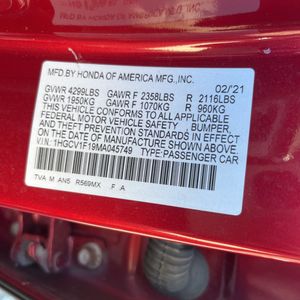 MFD.BY HONDA OF AMERICA MFG.,INC. 02/21
GVWR 4299LBS GAWR F 2358LBS R 2116LBS
GVWR 1950KG GAWR F 1070KG R 960KG
THIS VEHICLE CONFORMS TO ALL APPLICABLE
FEDERAL MOTOR VEHICLE SAFETY , BUMPER,
AND THEFT PREVENTION STANDARDS IN EFFECT
ON THE DATE OF MANUFACTURE SHOWN ABOVE.
V.I.N:1HGCV1F19MA045749 TYPE:PASSENGER CAR
TVA M AN5 R569MX F A